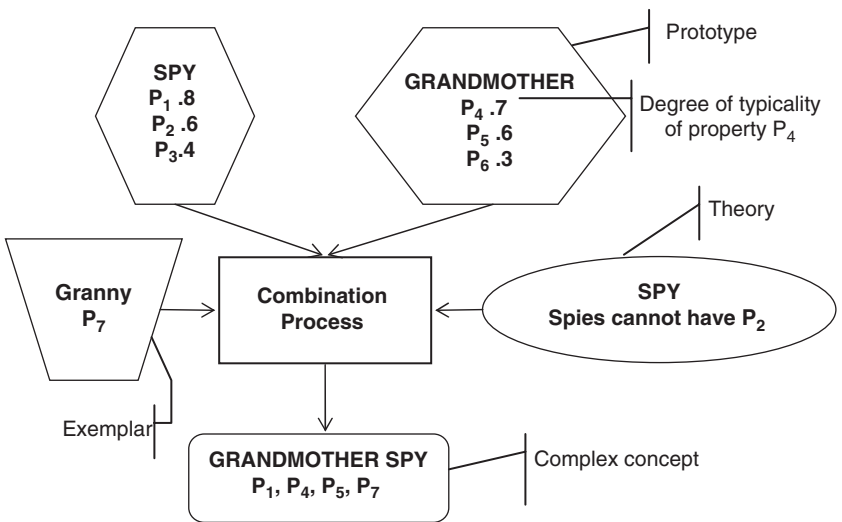 SPY
P₁ .8
P₂ .6
P₃.4
GRANDMOTHER
P₄ .7
P₅ .6
P₆ .3
Prototype
Degree of typicality
of property P₄
Theory
Granny
P₇
Combination
Process
SPY
Spies cannot have P₂
Exemplar
GRANDMOTHER SPY
P₁, P₄, P₅, P₇
Complex concept